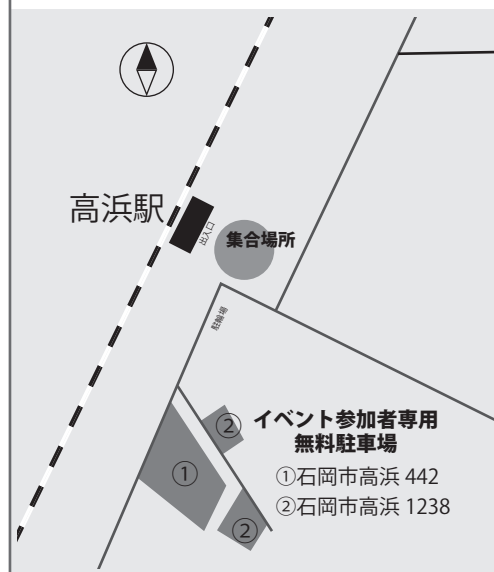 高浜駅
出入口
集合場所
駐輪場
②
イベント参加者専用
無料駐車場
①
①石岡市高浜 442
②石岡市高浜 1238
②